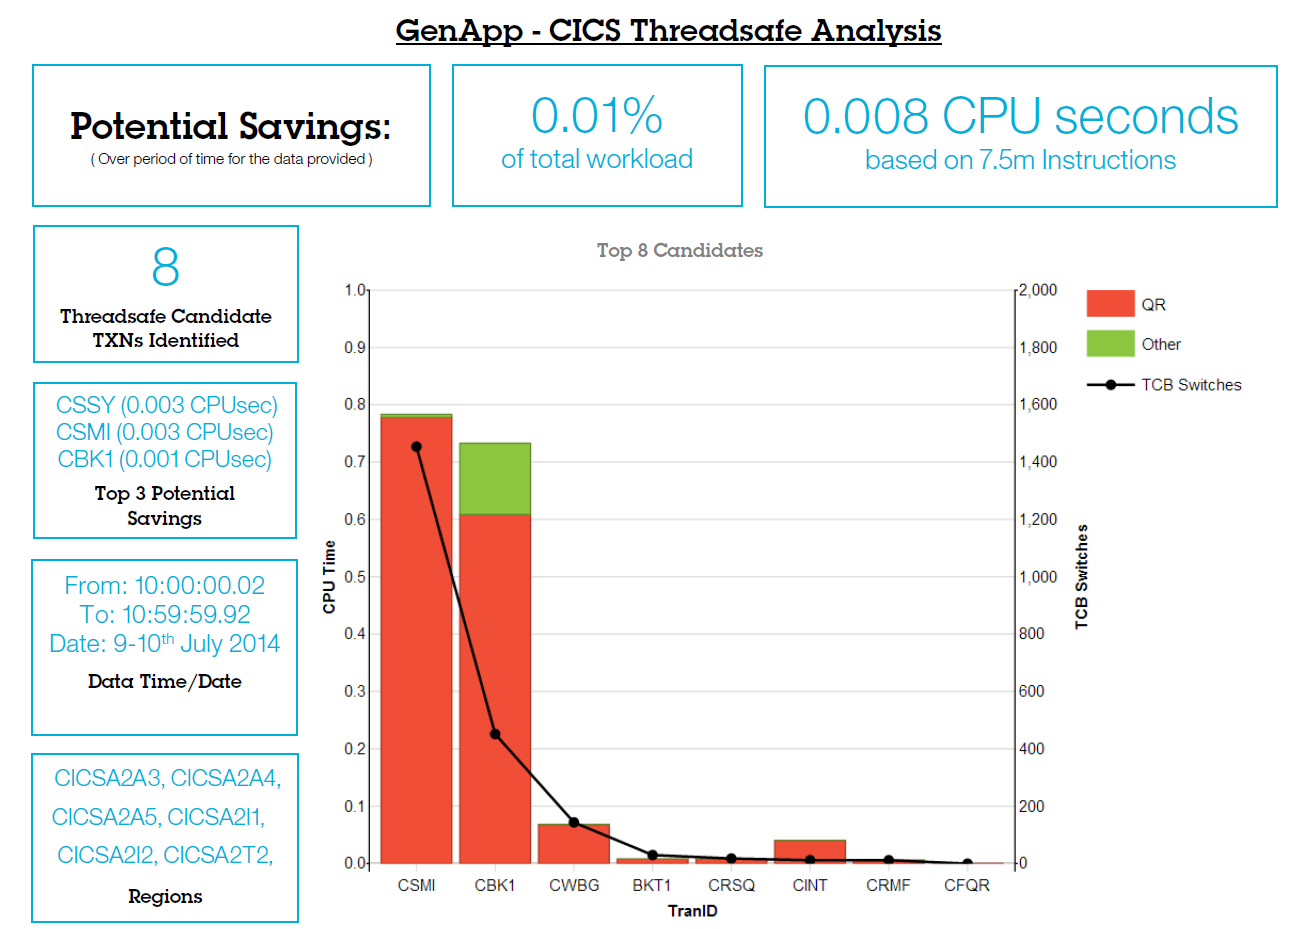 GenApp - CICS Threadsafe Analysis
Potential Savings:
( Over period of time for the data provided )
0.01%
of total workload
0.008 CPU seconds
based on 7.5m Instructions
8
Threadsafe Candidate
TXNs Identified
CSSY (0.003 CPUsec)
CSMI (0.003 CPUsec)
CBK1 (0.001 CPUsec)
Top 3 Potential
Savings
From: 10:00:00.02
To: 10:59:59.92
Date: 9-10th July 2014
Data Time/Date
CICSA2A3, CICSA2A4,
CICSA2A5, CICSA2I1,
CICSA2I2, CICSA2T2,
Regions
Top 8 Candidates
1.0
0.9
0.8
0.7
0.6
0.5
0.4
0.3
0.2
0.1
0.0
CPU Time
2,000
1,800
1,600
1,400
1,200
1,000
800
600
400
200
0
TCB Switches
CSMI CBK1 CWBG BKT1 CRSQ CINT CRMF CFQR
TranID
QR
Other
TCB Switches